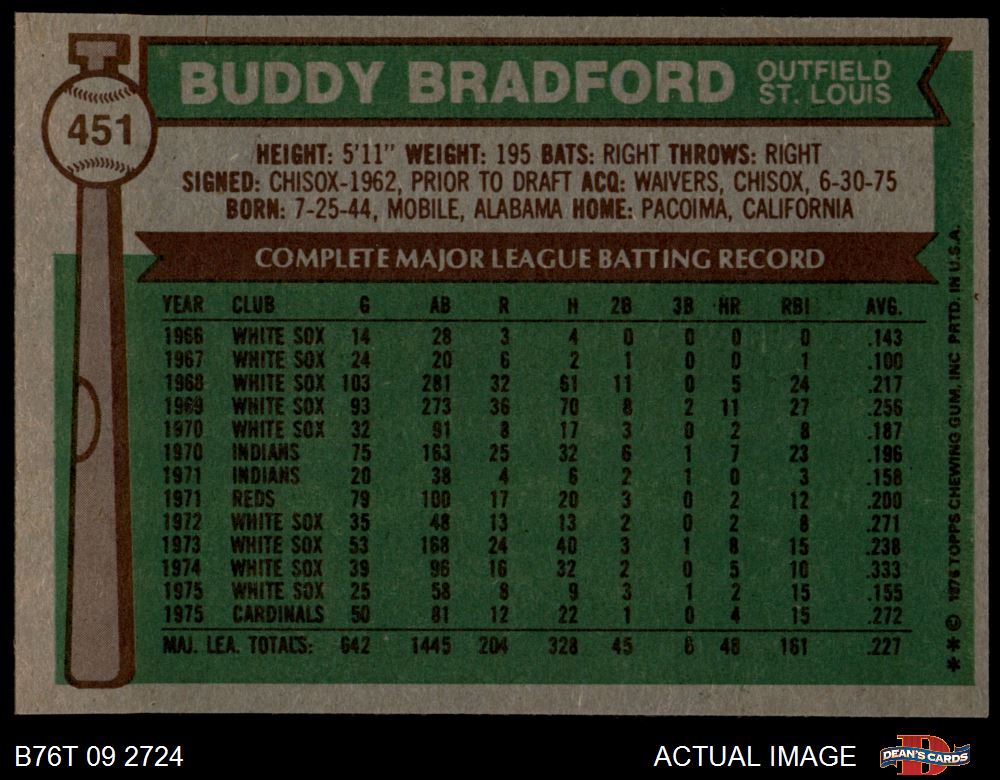 BUDDY BRADFORD OUTFIELD ST. LOUIS
451
HEIGHT: 5'11" WEIGHT: 195 BATS: RIGHT THROWS: RIGHT
SIGNED: CHISOX-1962, PRIOR TO DRAFT ACQ: WAIVERS, CHISOX, 6-30-75
BORN: 7-25-44, MOBILE, ALABAMA HOME: PACOIMA, CALIFORNIA
COMPLETE MAJOR LEAGUE BATTING RECORD
YEAR CLUB G AB R H 2B 3B HR RBI AVG.
1966 WHITE SOX 14 28 3 4 0 0 0 0 .143
1967 WHITE SOX 24 20 6 2 1 0 0 1 .100
1968 WHITE SOX 103 281 32 61 11 0 5 24 .217
1969 WHITE SOX 93 273 36 70 8 2 11 27 .256
1970 WHITE SOX 32 91 8 17 3 0 2 8 .187
1970 INDIANS 75 163 25 32 6 1 7 23 .196
1971 INDIANS 20 38 4 6 2 1 0 3 .158
1971 REDS 79 100 17 20 3 0 2 12 .200
1972 WHITE SOX 35 48 13 13 2 0 2 8 .271
1973 WHITE SOX 53 168 24 40 3 1 8 15 .238
1974 WHITE SOX 39 96 16 32 2 0 5 10 .333
1975 WHITE SOX 25 58 8 9 3 1 2 15 .155
1975 CARDINALS 50 81 12 22 1 0 4 15 .272
MAJ. LEA. TOTALS: 642 1445 204 328 45 6 48 161 .227
** © 1976 TOPPS CHEWING GUM, INC PRTD. IN U.S.A.
B76T 09 2724
ACTUAL IMAGE
D
DEAN'S CARDS